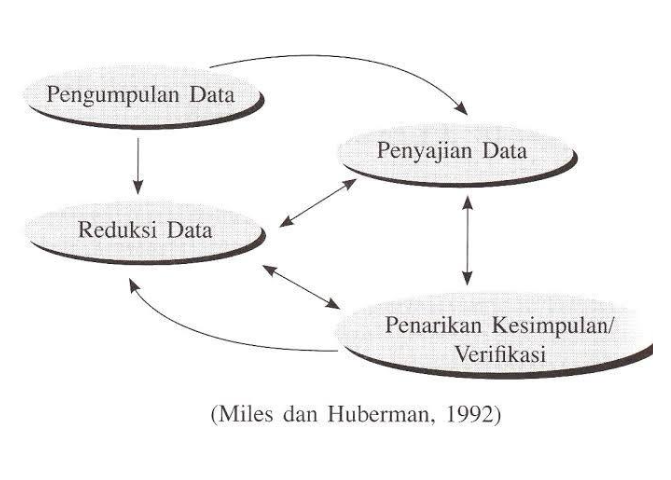 Pengumpulan Data
Penyajian Data
Reduksi Data
Penarikan Kesimpulan/
Verifikasi
(Miles dan Huberman, 1992)